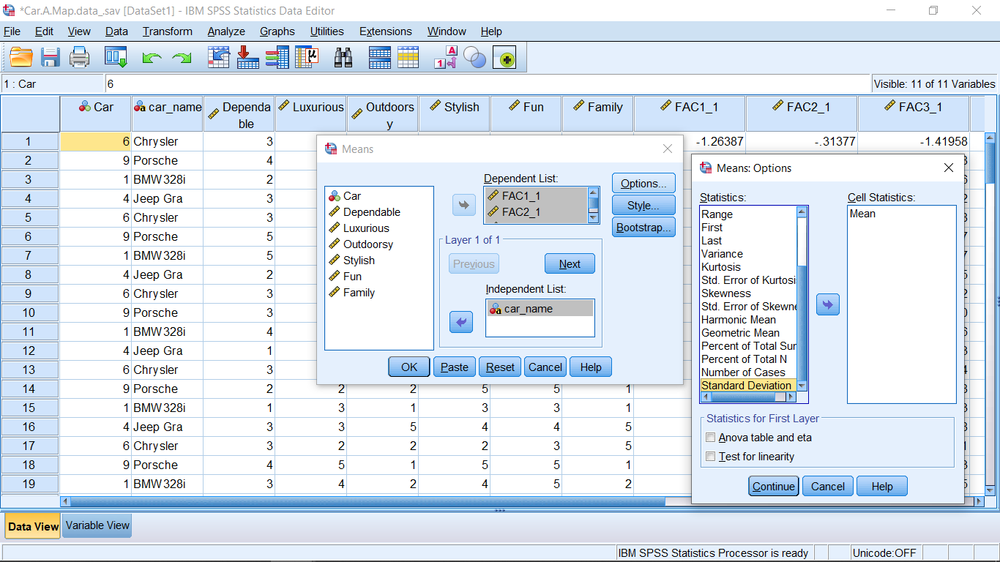 *Car.A.Map.data_.sav [DataSet1] - IBM SPSS Statistics Data Editor
File Edit View Data Transform Analyze Graphs Utilities Extensions Window Help
1 : Car 6 Visible: 11 of 11 Variables
Car car_name Dependable Luxurious Outdoorsy Stylish Fun Family FAC1_1 FAC2_1 FAC3_1
1 6 Chrysler 3 -1.26387 -.31377 -1.41958
2 9 Porsche 4
3 1 BMW328i 2
4 4 Jeep Gra 3
5 6 Chrysler 3
6 9 Porsche 5
7 1 BMW328i 5
8 4 Jeep Gra 2
9 6 Chrysler 3
10 9 Porsche 3
11 1 BMW328i 4
12 4 Jeep Gra 1
13 6 Chrysler 3
14 9 Porsche 2 2 2 5 5 1
15 1 BMW328i 1 3 1 3 3 1
16 4 Jeep Gra 3 3 5 4 4 5
17 6 Chrysler 3 2 2 2 3 5
18 9 Porsche 4 5 1 5 5 1
19 1 BMW328i 3 4 2 4 5 2
Means
Car
Dependable
Luxurious
Outdoorsy
Stylish
Fun
Family
Dependent List:
FAC1_1
FAC2_1
Layer 1 of 1
Previous Next
Independent List:
car_name
Options...
Style...
Bootstrap...
OK Paste Reset Cancel Help
Means: Options
Statistics:
Range
First
Last
Variance
Kurtosis
Std. Error of Kurtosi
Skewness
Std. Error of Skewne
Harmonic Mean
Geometric Mean
Percent of Total Sur
Percent of Total N
Number of Cases
Standard Deviation
Cell Statistics:
Mean
Statistics for First Layer
Anova table and eta
Test for linearity
Continue Cancel Help
Data View Variable View
IBM SPSS Statistics Processor is ready Unicode:OFF